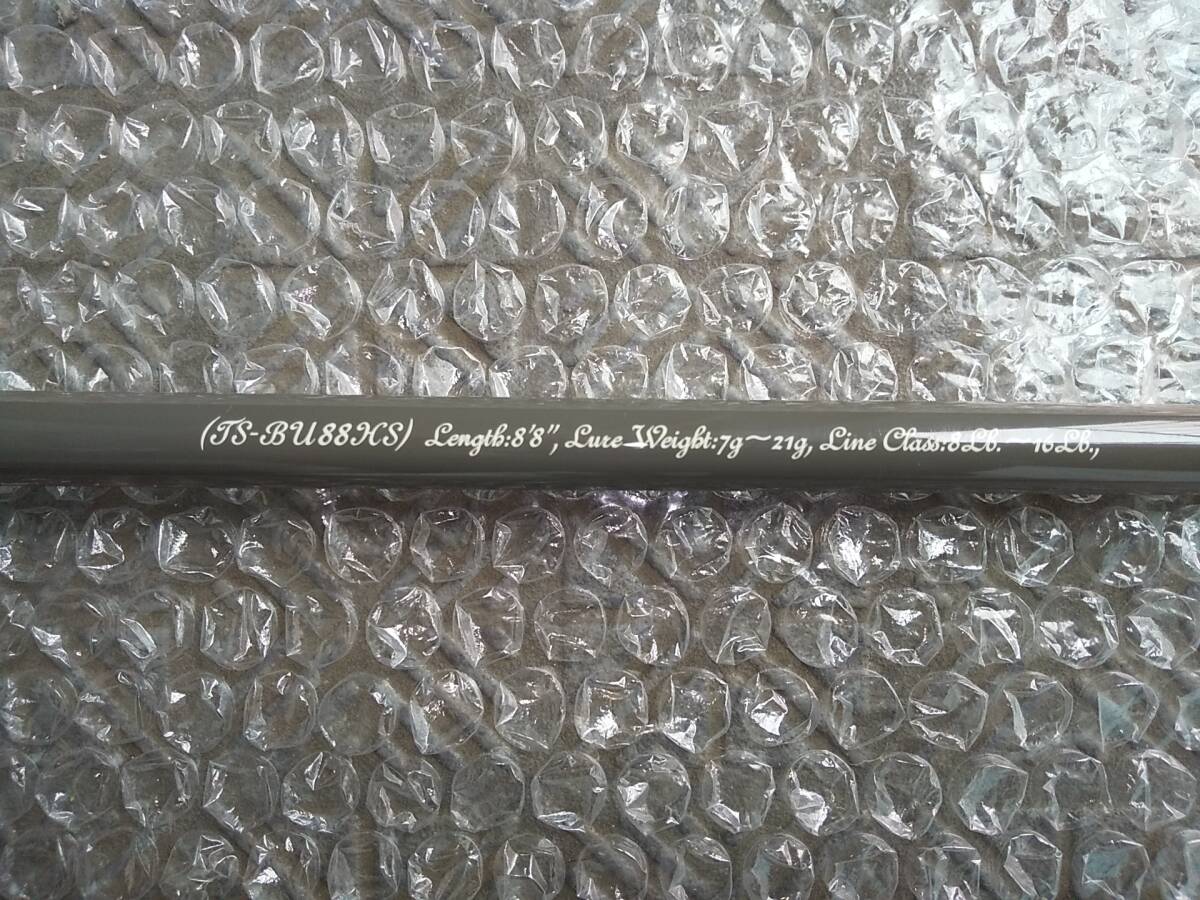 (TS-BU88HS) Length:8'8", Lure Weight:7g~21g, Line Class:8Lb.~16Lb.,